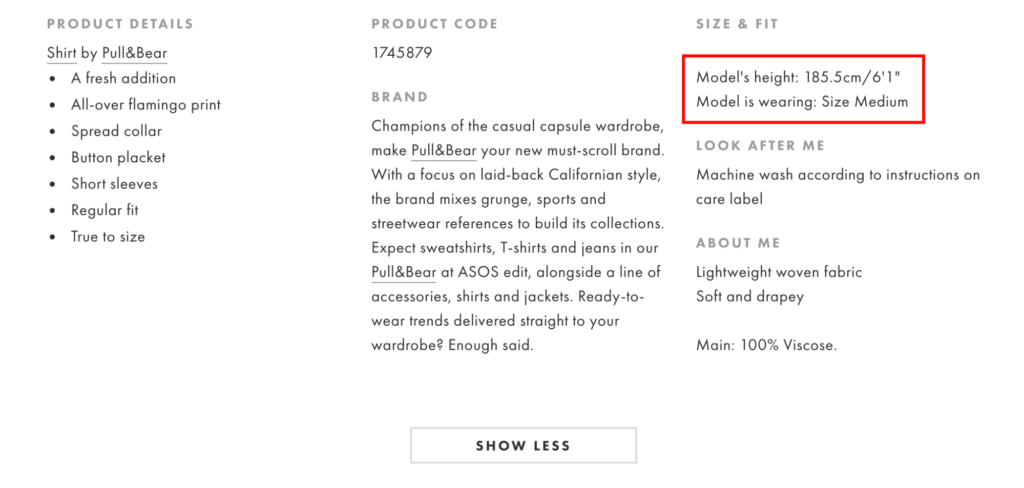 PRODUCT DETAILS
Shirt by Pull&Bear
• A fresh addition
• All-over flamingo print
• Spread collar
• Button placket
• Short sleeves
• Regular fit
• True to size
PRODUCT CODE
1745879
BRAND
Champions of the casual capsule wardrobe,
make Pull&Bear your new must-scroll brand.
With a focus on laid-back Californian style,
the brand mixes grunge, sports and
streetwear references to build its collections.
Expect sweatshirts, T-shirts and jeans in our
Pull&Bear at ASOS edit, alongside a line of
accessories, shirts and jackets. Ready-to-
wear trends delivered straight to your
wardrobe? Enough said.
SIZE & FIT
Model's height: 185.5cm/6'1"
Model is wearing: Size Medium
LOOK AFTER ME
Machine wash according to instructions on
care label
ABOUT ME
Lightweight woven fabric
Soft and drapey
Main: 100% Viscose.
SHOW LESS